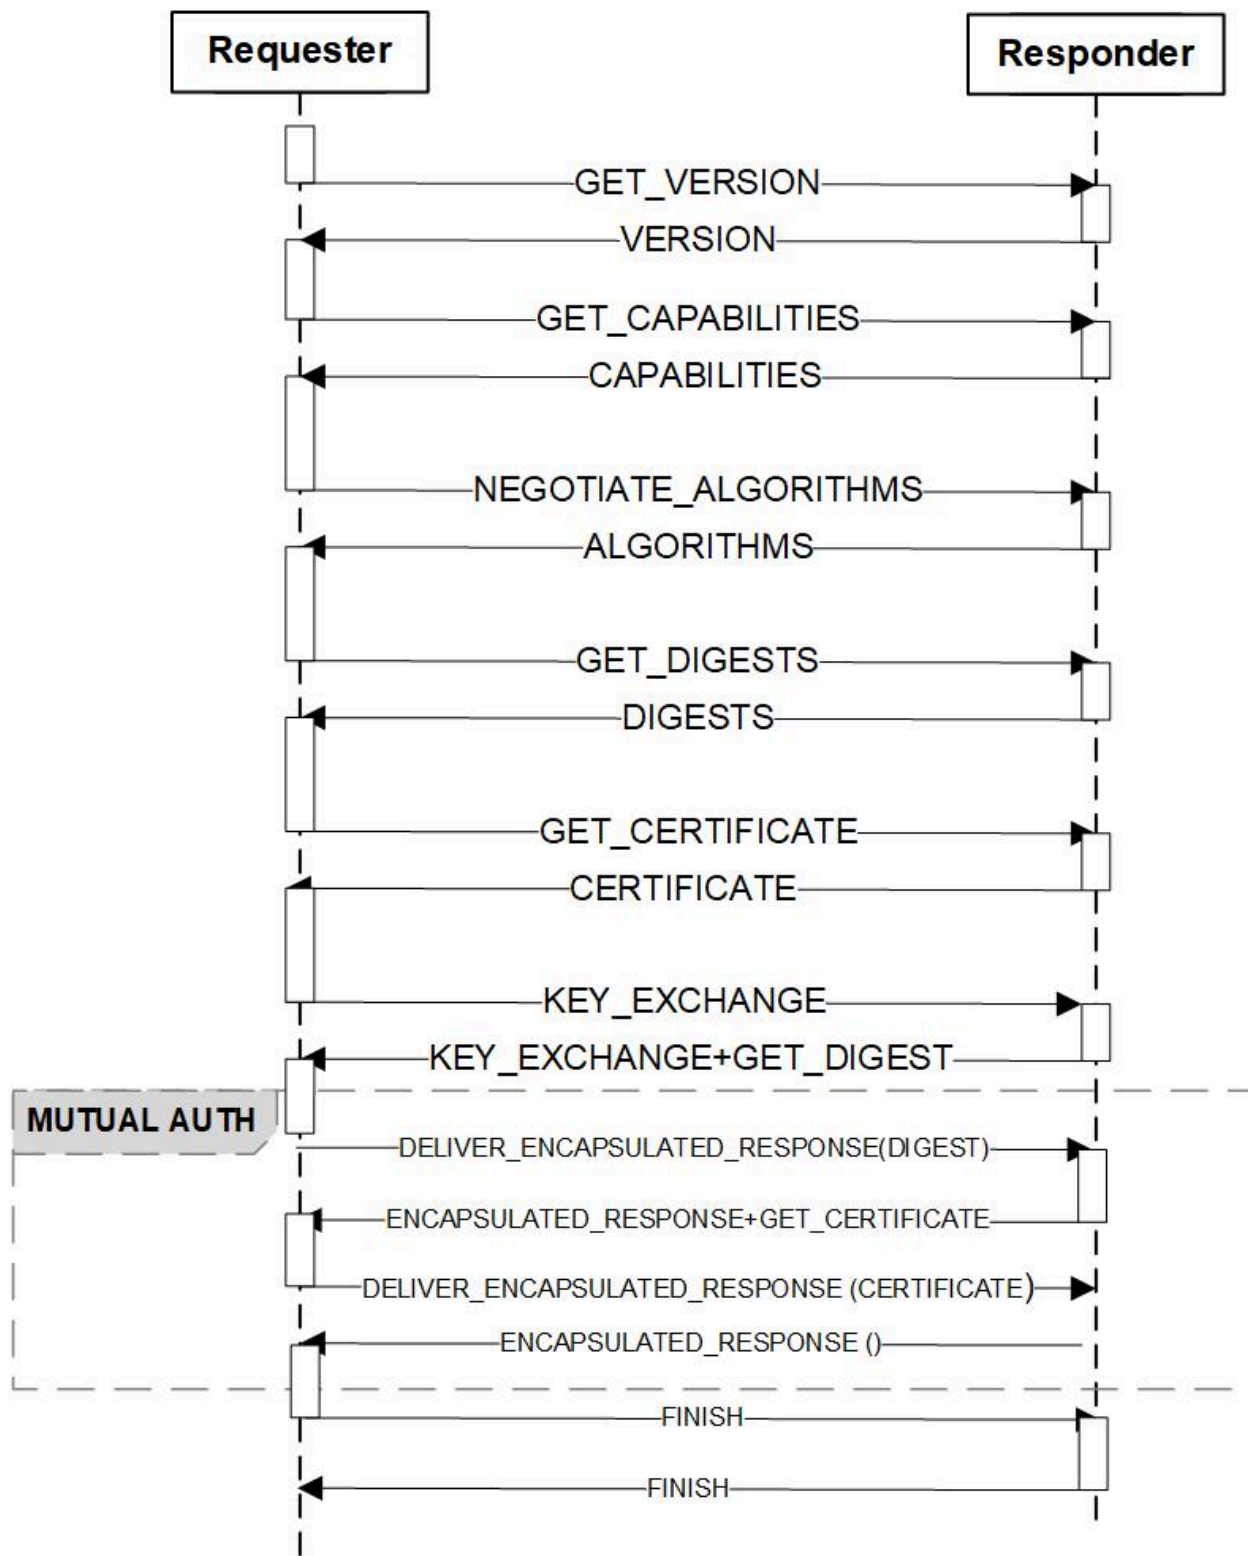 Requester
Responder
GET_VERSION
VERSION
GET_CAPABILITIES
CAPABILITIES
NEGOTIATE_ALGORITHMS
ALGORITHMS
GET_DIGESTS
DIGESTS
GET_CERTIFICATE
CERTIFICATE
KEY_EXCHANGE
KEY_EXCHANGE+GET_DIGEST
MUTUAL AUTH
DELIVER_ENCAPSULATED_RESPONSE(DIGEST)
ENCAPSULATED_RESPONSE+GET_CERTIFICATE
DELIVER_ENCAPSULATED_RESPONSE (CERTIFICATE)
ENCAPSULATED_RESPONSE ()
FINISH
FINISH